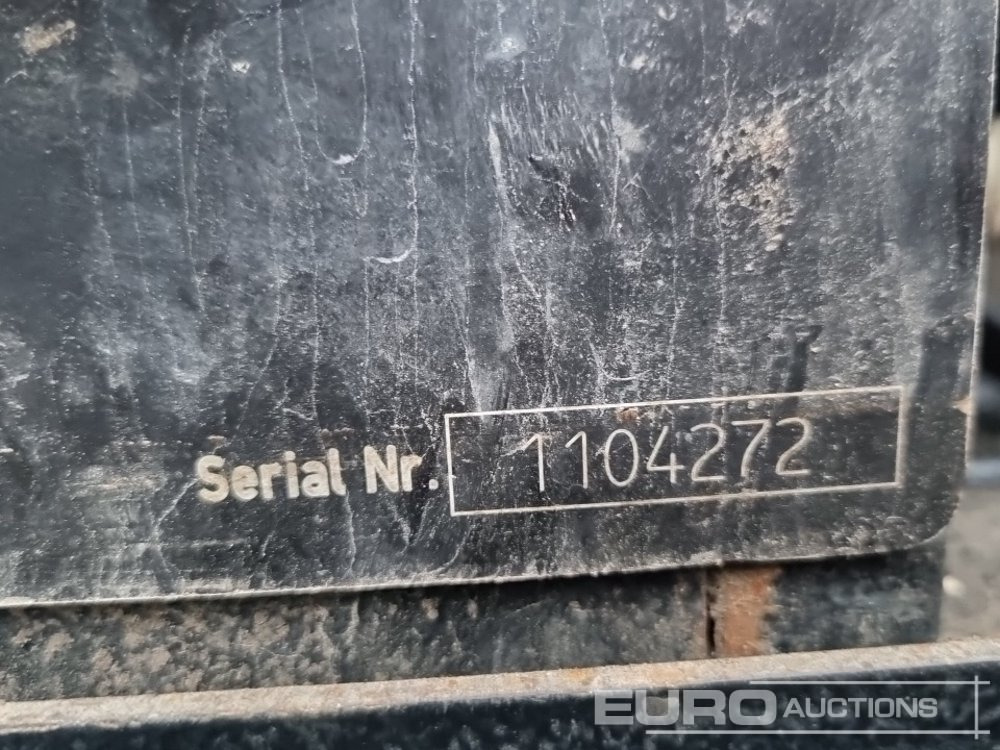 Serial Nr. 1104272
EURO AUCTIONS